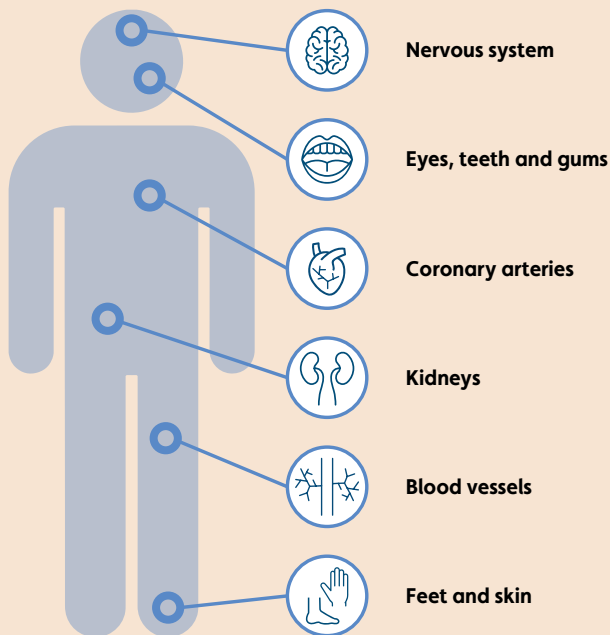 Nervous system
Eyes, teeth and gums
Coronary arteries
Kidneys
Blood vessels
Feet and skin